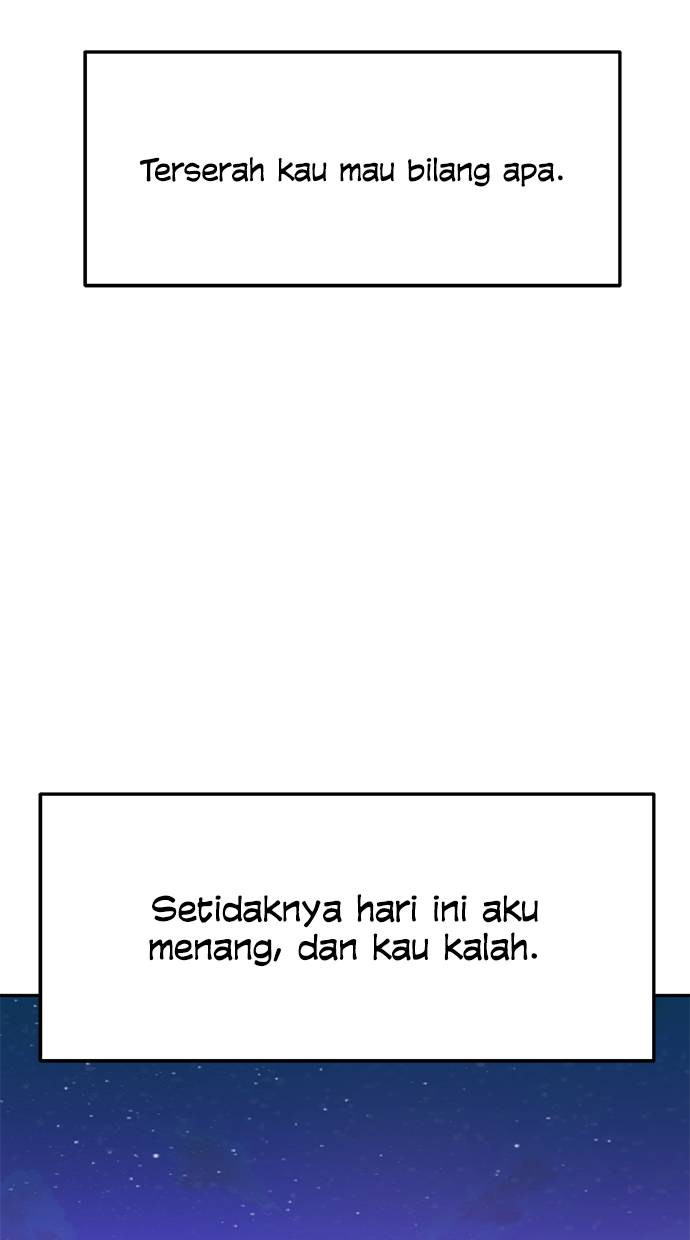 Terserah kau mau bilang apa.
Setidaknya hari ini aku
menang, dan kau kalah.